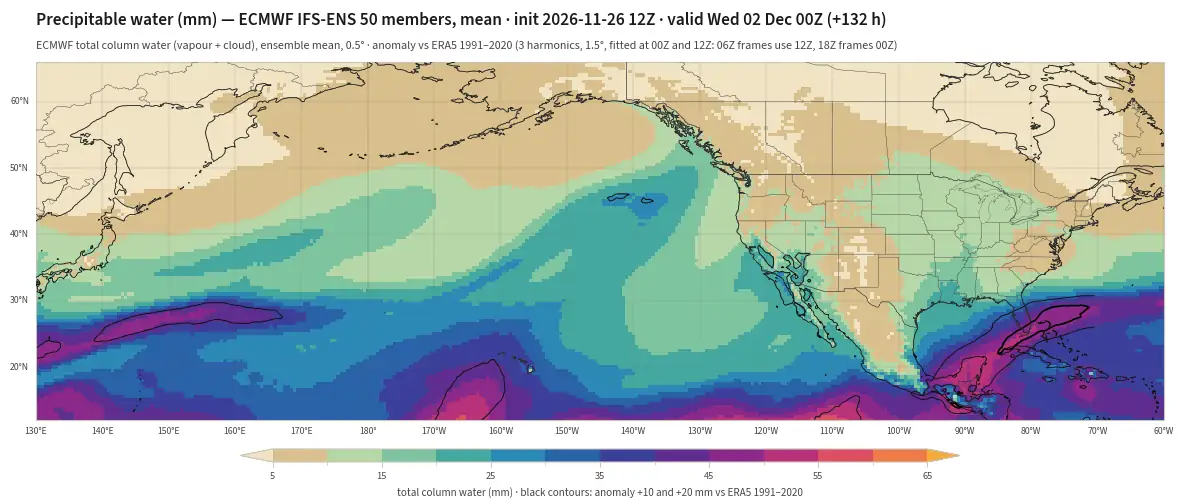 Precipitable water (mm) — ECMWF IFS-ENS 50 members, mean · init 2026-11-26 12Z · valid Wed 02 Dec 00Z (+132 h)
ECMWF total column water (vapour + cloud), ensemble mean, 0.5° · anomaly vs ERA5 1991–2020 (3 harmonics, 1.5°, fitted at 00Z and 12Z: 06Z frames use 12Z, 18Z frames 00Z)
60°N
50°N
40°N
30°N
20°N
130°E 140°E 150°E 160°E 170°E 180° 170°W 160°W 150°W 140°W 130°W 120°W 110°W 100°W 90°W 80°W 70°W 60°W
5 15 25 35 45 55 65
total column water (mm) · black contours: anomaly +10 and +20 mm vs ERA5 1991–2020